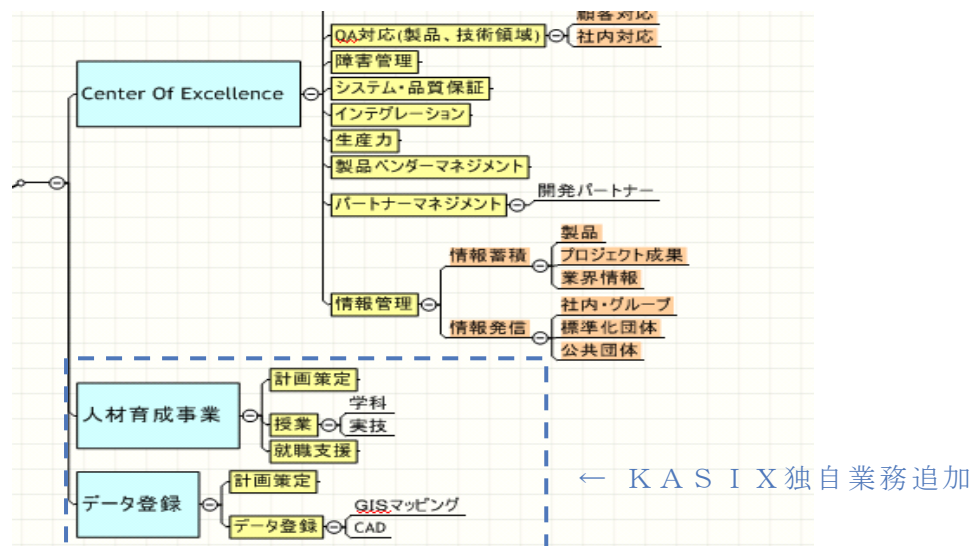 顧客対応
QA対応(製品、技術領域)
社内対応
障害管理
Center Of Excellence
システム・品質保証
インテグレーション
生産力
製品ベンダーマネジメント
パートナーマネジメント
開発パートナー
製品
情報蓄積
プロジェクト成果
業界情報
情報管理
社内・グループ
情報発信
標準化団体
公共団体
計画策定
人材育成事業
学科
授業
実技
就職支援
計画策定
← KASIX独自業務追加
データ登録
GISマッピング
データ登録
CAD